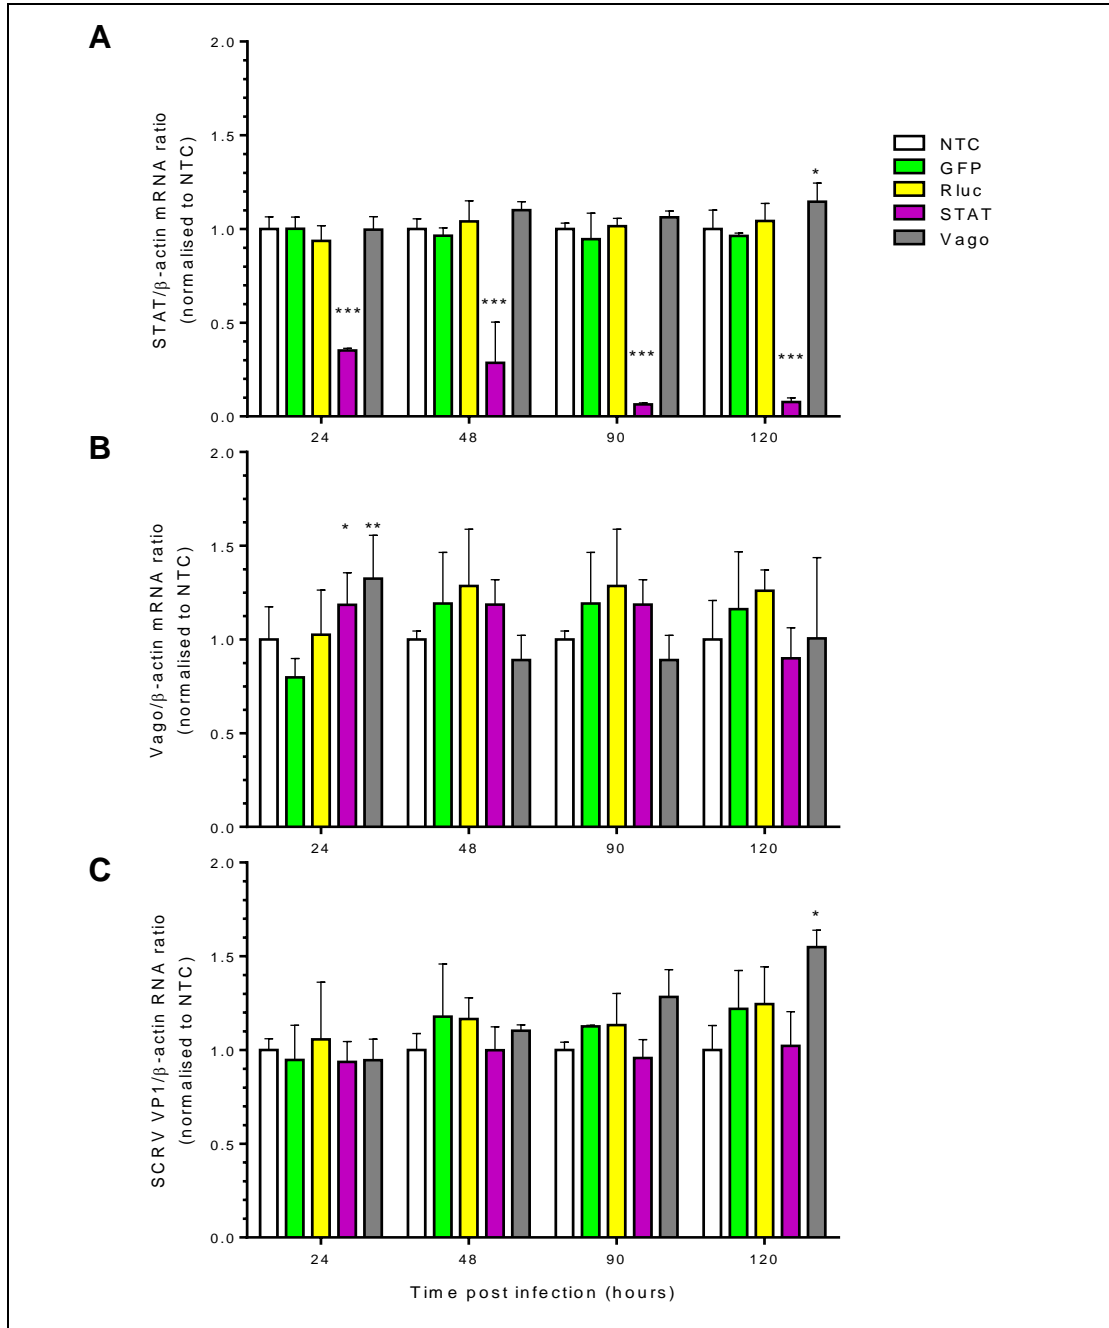 A
2.0
1.5
1.0
0.5
0.0
STAT/β-actin mRNA ratio
(normalised to NTC)
***
***
***
***
*
24 48 90 120
NTC
GFP
Rluc
STAT
Vago
B
2.0
1.5
1.0
0.5
0.0
Vago/β-actin mRNA ratio
(normalised to NTC)
* **
24 48 90 120
C
2.0
1.5
1.0
0.5
0.0
SCRV VP1/β-actin RNA ratio
(normalised to NTC)
*
24 48 90 120
Time post infection (hours)